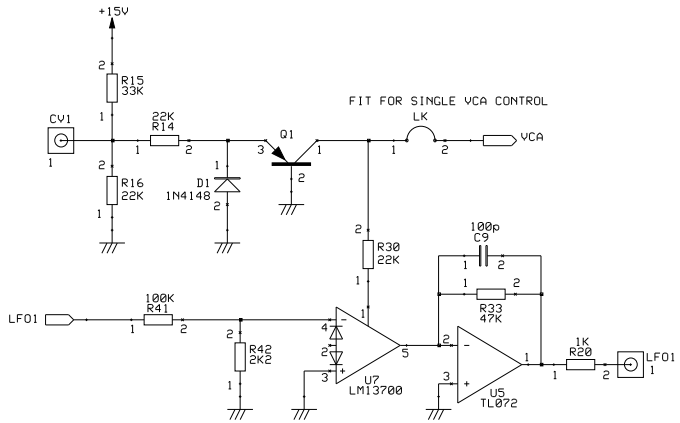 +15V
2
R15
33K
1
FIT FOR SINGLE VCA CONTROL
CV1
22K
R14
Q1
LK
VCA
1
1
2
3
1
1
2
2
R16
22K
1
D1
1N4148
1
2
2
2
R30
22K
1
100p
C9
1
2
1
2
R33
47K
LFO1
100K
R41
1
2
2
R42
2K2
1
1
4
2
3
-
+
5
U7
LM13700
2
3
-
+
1
U5
TL072
1K
R20
1
2
LFO1
1